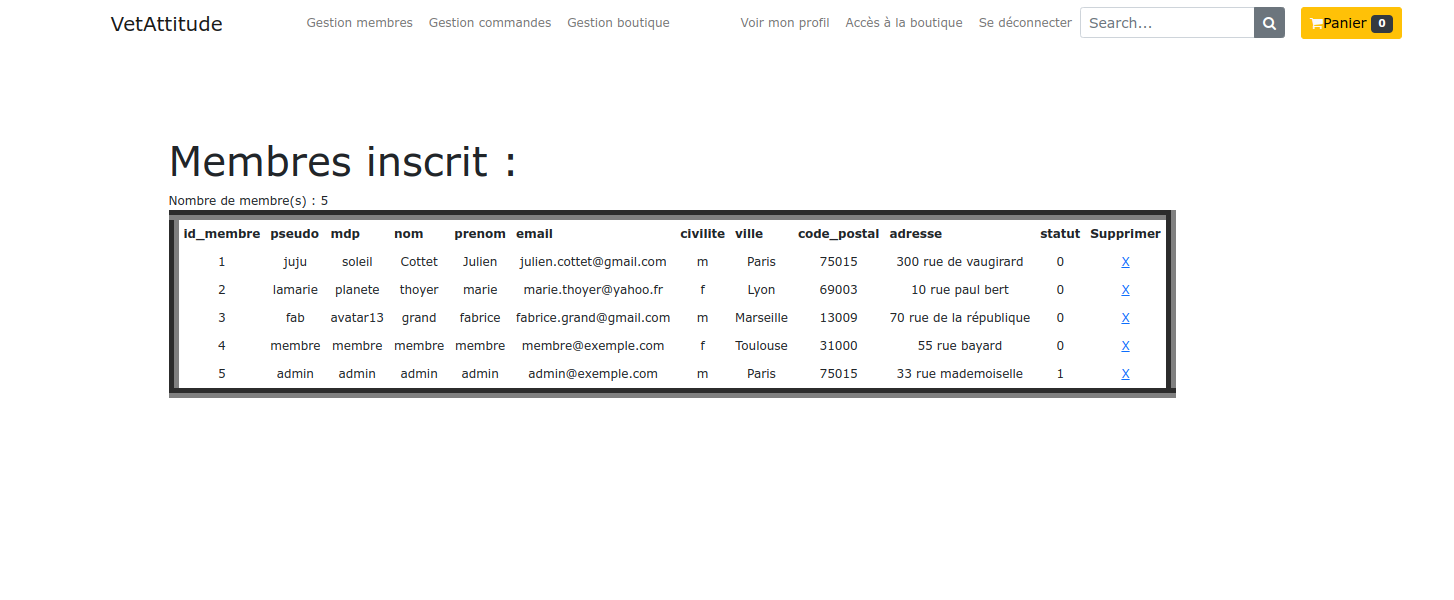 VetAttitude Gestion membres Gestion commandes Gestion boutique Voir mon profil Accès à la boutique Se déconnecter Search... Panier 0
Membres inscrit :
Nombre de membre(s) : 5
id_membre pseudo mdp nom prenom email civilite ville code_postal adresse statut Supprimer
1 juju soleil Cottet Julien julien.cottet@gmail.com m Paris 75015 300 rue de vaugirard 0 X
2 lamarie planete thoyer marie marie.thoyer@yahoo.fr f Lyon 69003 10 rue paul bert 0 X
3 fab avatar13 grand fabrice fabrice.grand@gmail.com m Marseille 13009 70 rue de la république 0 X
4 membre membre membre membre membre@exemple.com f Toulouse 31000 55 rue bayard 0 X
5 admin admin admin admin admin@exemple.com m Paris 75015 33 rue mademoiselle 1 X